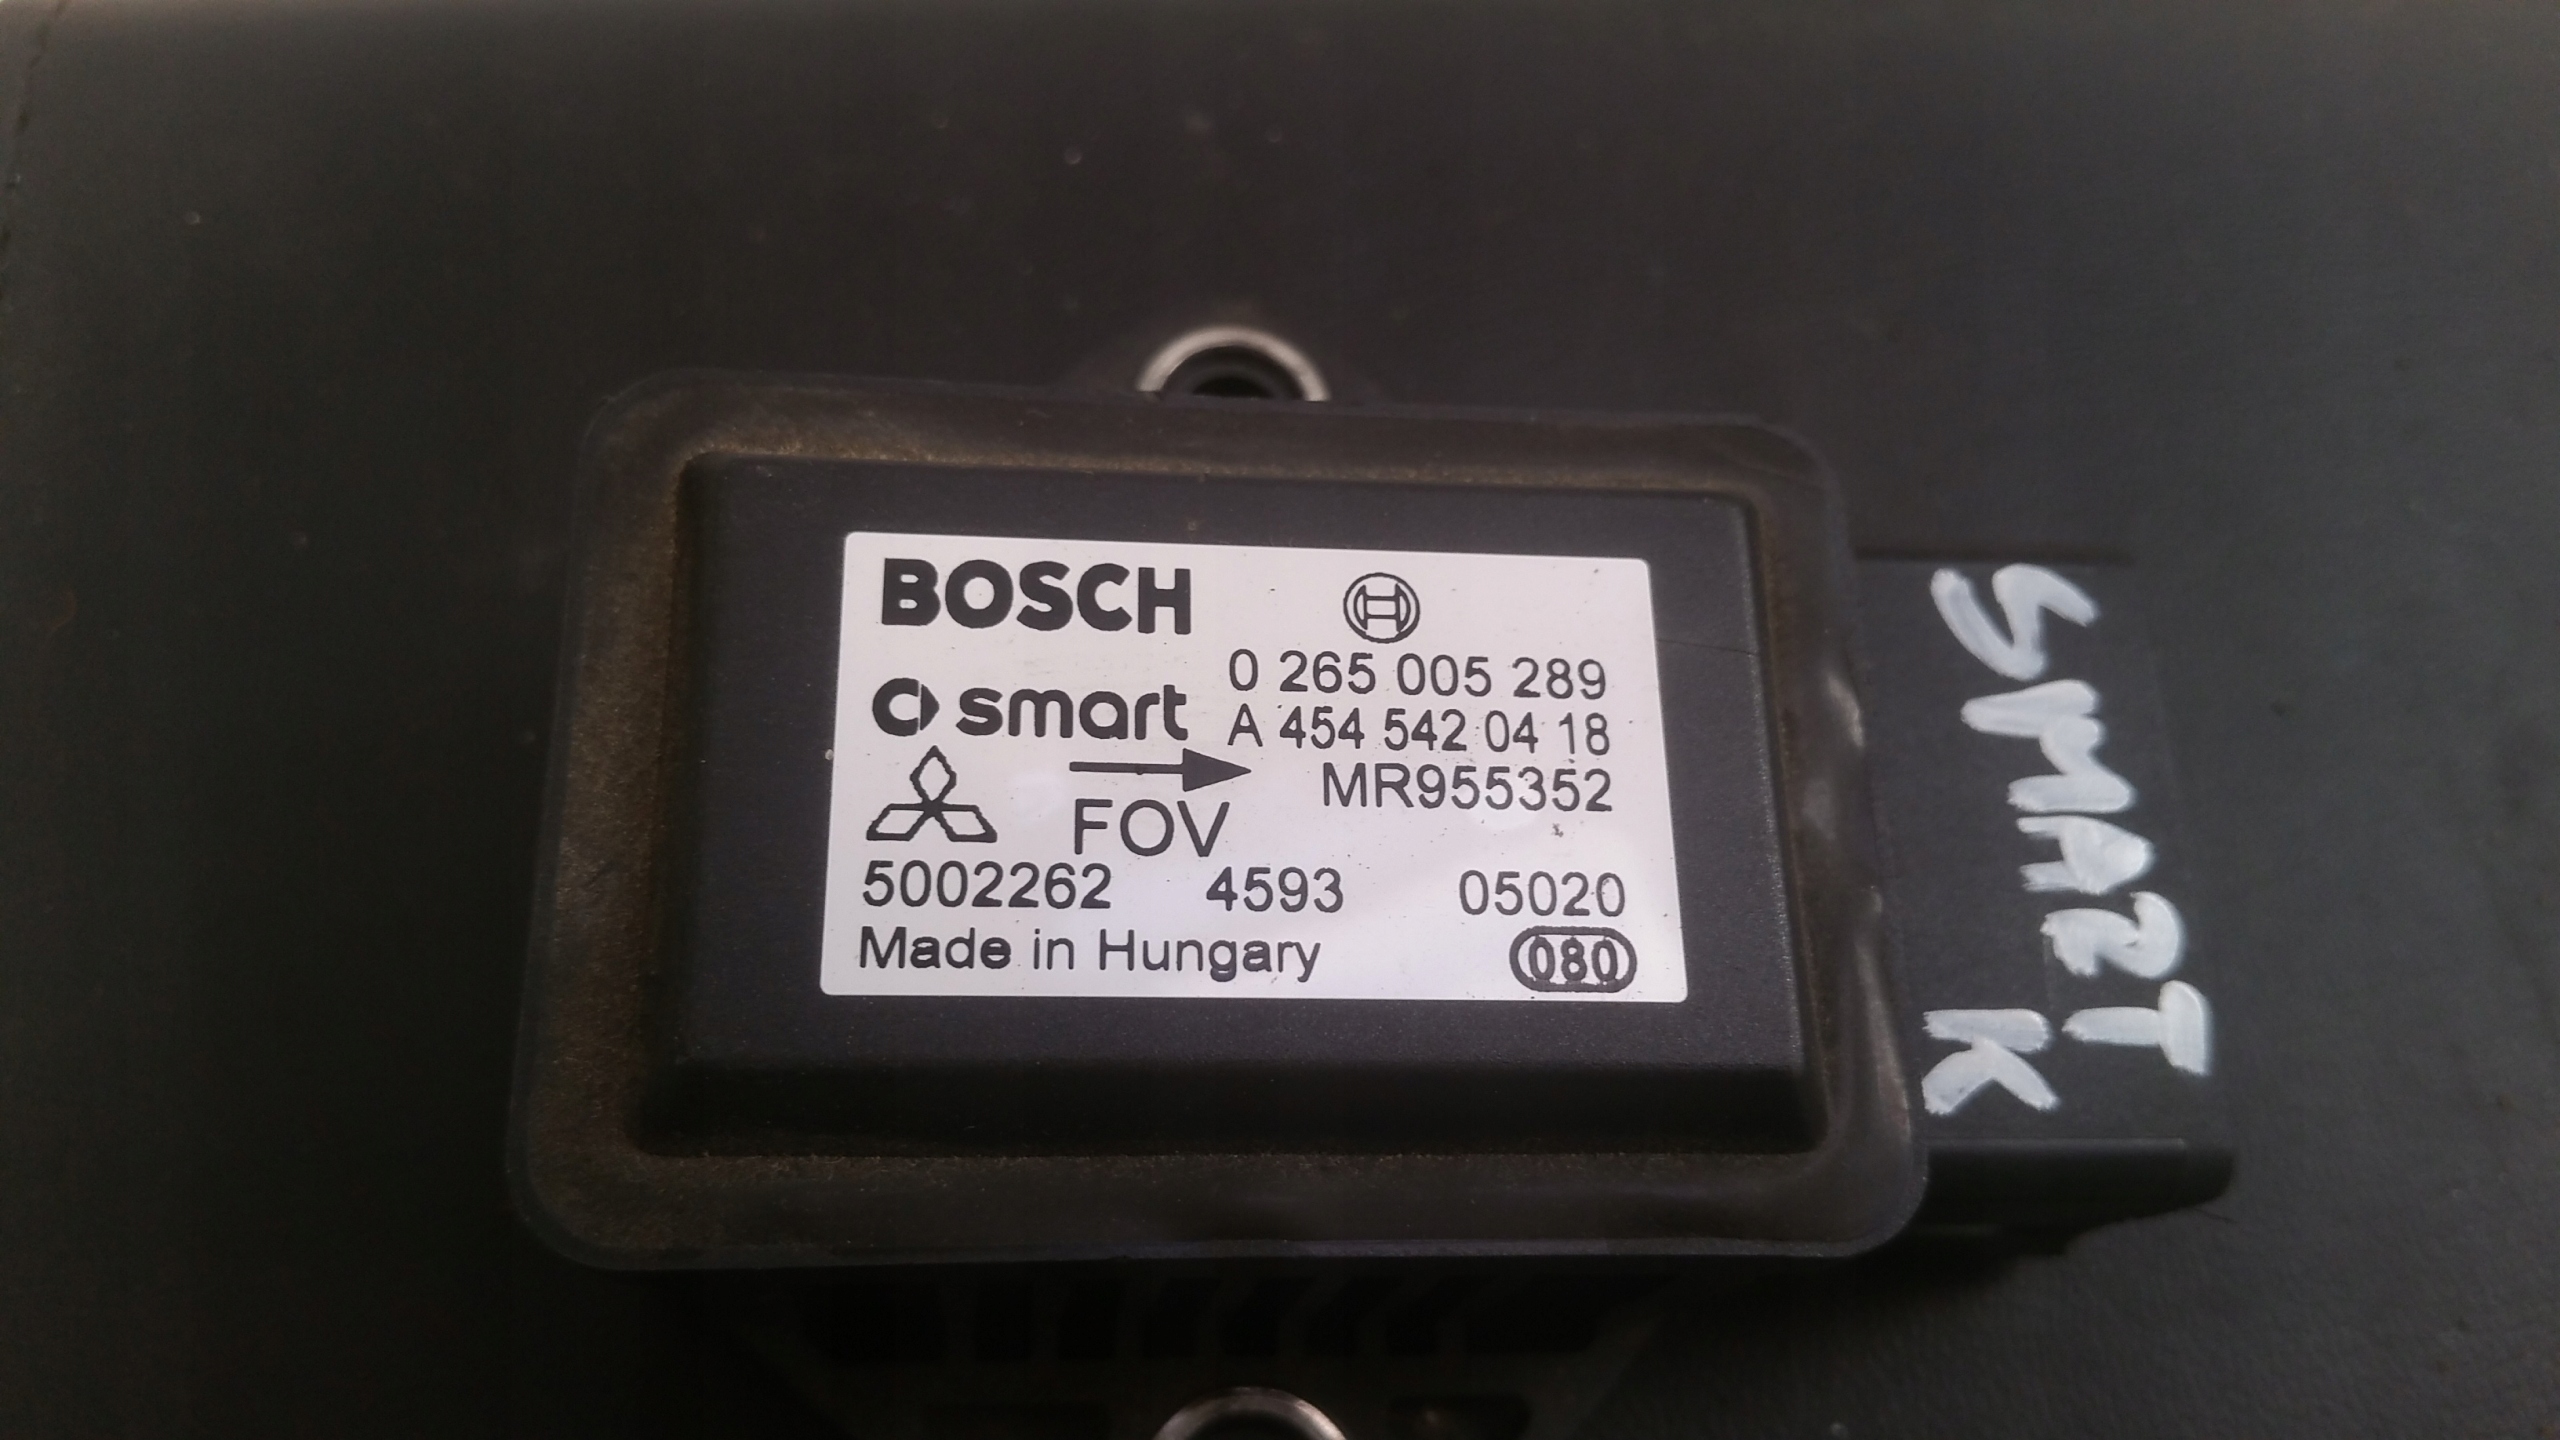 BOSCH
0 265 005 289
smart A 454 542 04 18
MR955352
FOV
5002262 4593 05020
Made in Hungary 080
SMART
K